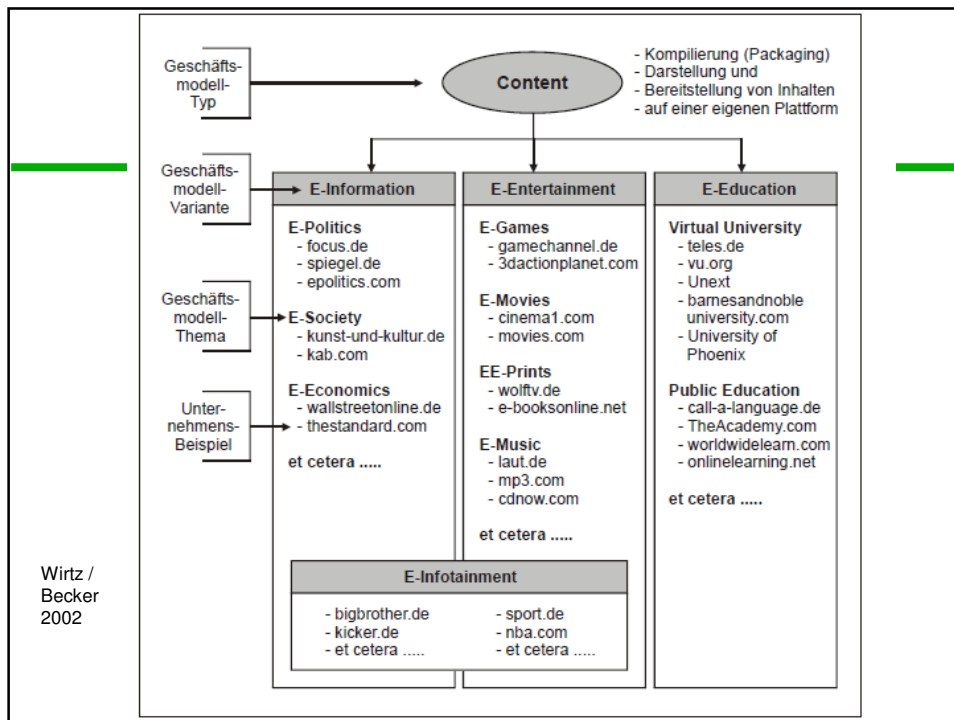 Geschäfts-
modell-
Typ
Content
- Kompilierung (Packaging)
- Darstellung und
- Bereitstellung von Inhalten
- auf einer eigenen Plattform
Geschäfts-
modell-
Variante
E-Information
E-Politics
- focus.de
- spiegel.de
- epolitics.com
Geschäfts-
modell-
Thema
E-Society
- kunst-und-kultur.de
- kab.com
E-Economics
- wallstreetonline.de
- thestandard.com
Unter-
nehmens-
Beispiel
et cetera .....
E-Entertainment
E-Games
- gamechannel.de
- 3dactionplanet.com
E-Movies
- cinema1.com
- movies.com
EE-Prints
- wolftv.de
- e-booksonline.net
E-Music
- laut.de
- mp3.com
- cdnow.com
et cetera .....
E-Education
Virtual University
- teles.de
- vu.org
- Unext
- barnesandnoble
university.com
- University of
Phoenix
Public Education
- call-a-language.de
- TheAcademy.com
- worldwidelearn.com
- onlinelearning.net
et cetera .....
E-Infotainment
- bigbrother.de
- kicker.de
- et cetera .....
- sport.de
- nba.com
- et cetera .....
Wirtz /
Becker
2002